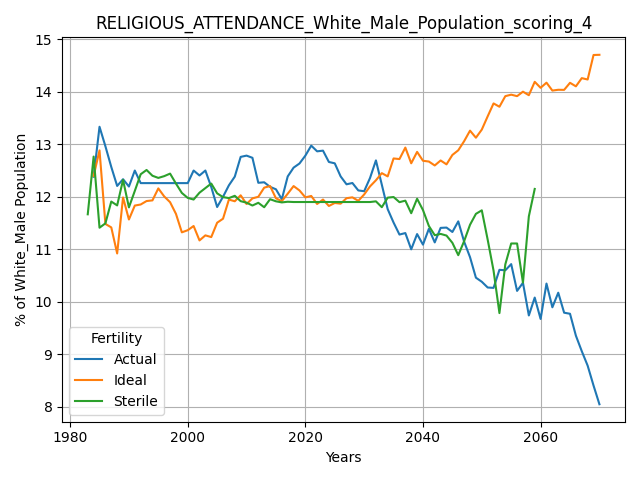 RELIGIOUS_ATTENDANCE_White_Male_Population_scoring_4
% of White_Male Population
15
14
13
12
11
10
9
8
Fertility
Actual
Ideal
Sterile
1980
2000
2020
2040
2060
Years